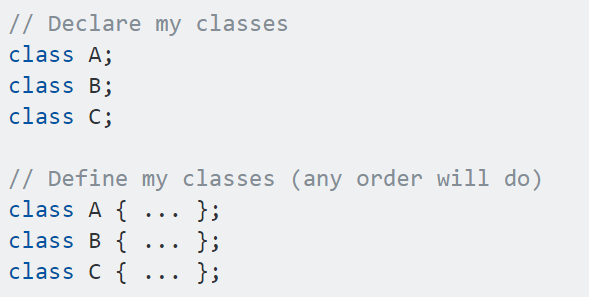 // Declare my classes
class A;
class B;
class C;

// Define my classes (any order will do)
class A { ... };
class B { ... };
class C { ... };